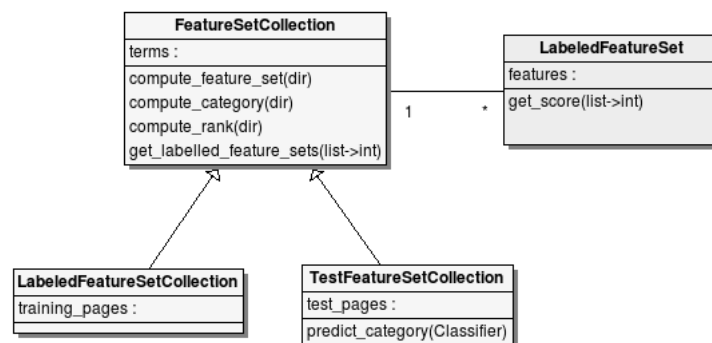 FeatureSetCollection
terms :
compute_feature_set(dir)
compute_category(dir)
compute_rank(dir)
get_labelled_feature_sets(list->int)
1
*
LabeledFeatureSet
features :
get_score(list->int)
LabeledFeatureSetCollection
training_pages :
TestFeatureSetCollection
test_pages :
predict_category(Classifier)